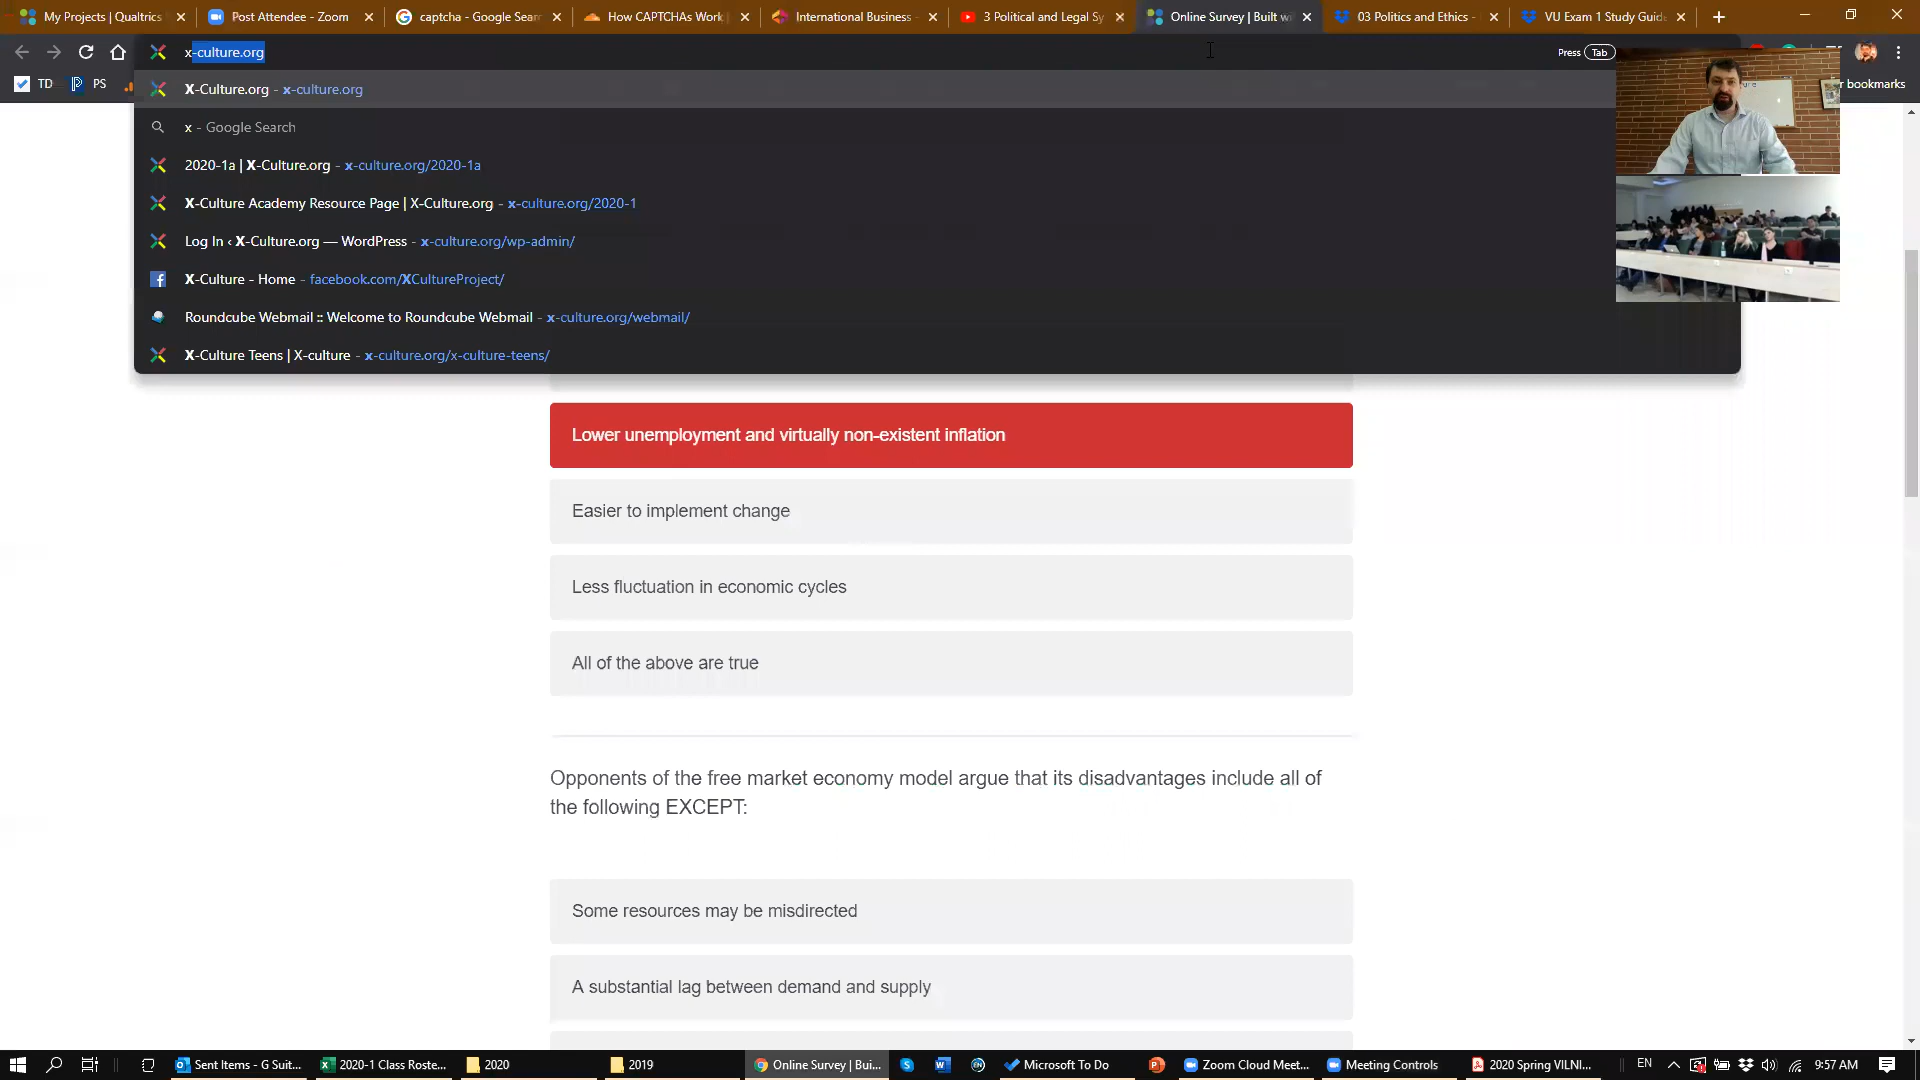 My Projects | Qualtrics
Post Attendee - Zoom
captcha - Google Sear
How CAPTCHAs Work
International Business -
3 Political and Legal Sy
Online Survey | Built wi
03 Politics and Ethics -
VU Exam 1 Study Guid
x-culture.org
Press Tab
TD
PS
r bookmarks
X-Culture.org - x-culture.org
x - Google Search
2020-1a | X-Culture.org - x-culture.org/2020-1a
X-Culture Academy Resource Page | X-Culture.org - x-culture.org/2020-1
Log In ‹ X-Culture.org — WordPress - x-culture.org/wp-admin/
X-Culture - Home - facebook.com/XCultureProject/
Roundcube Webmail :: Welcome to Roundcube Webmail - x-culture.org/webmail/
X-Culture Teens | X-culture - x-culture.org/x-culture-teens/
Lower unemployment and virtually non-existent inflation
Easier to implement change
Less fluctuation in economic cycles
All of the above are true
Opponents of the free market economy model argue that its disadvantages include all of
the following EXCEPT:
Some resources may be misdirected
A substantial lag between demand and supply
Sent Items - G Suit...
2020-1 Class Roste...
2020
2019
Online Survey | Bui...
Microsoft To Do
Zoom Cloud Meet...
Meeting Controls
2020 Spring VILNI...
EN
9:57 AM